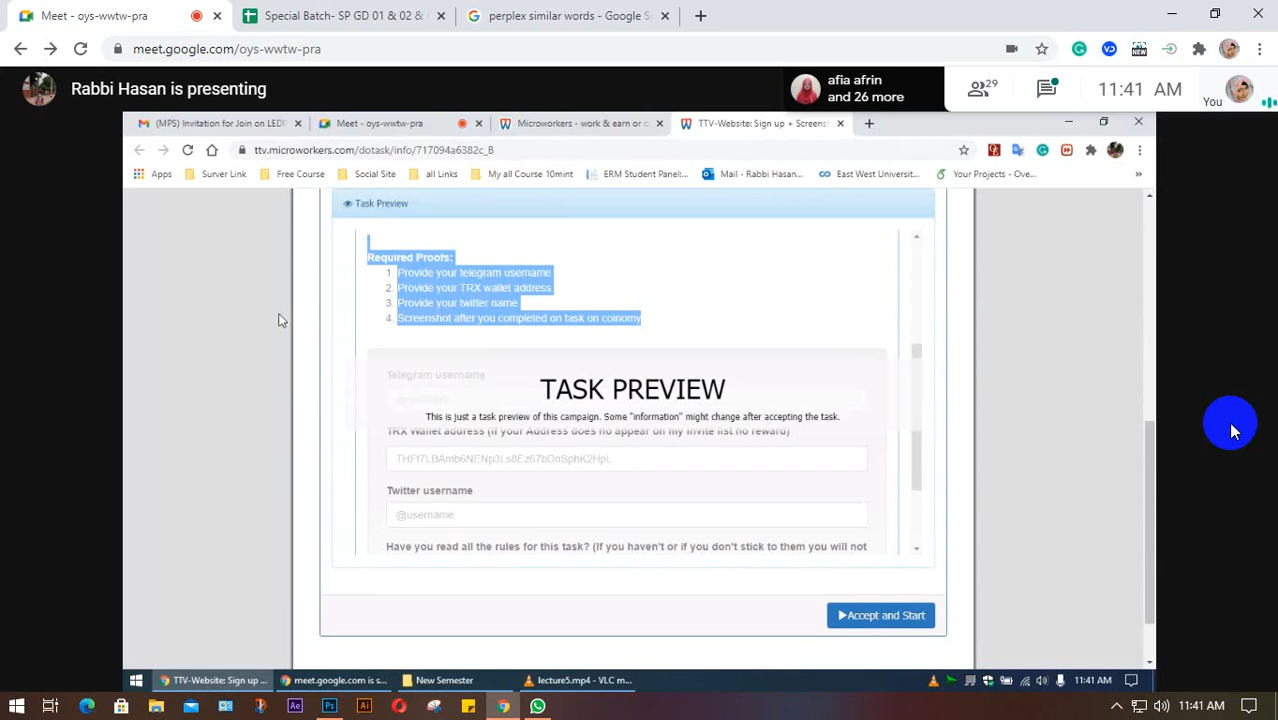 Meet - oys-wwtw-pra
Special Batch- SP GD 01 & 02 &
perplex similar words - Google Se
meet.google.com/oys-wwtw-pra
NEW
Rabbi Hasan is presenting
afia afrin
and 26 more
29
11:41 AM
You
(MPS) Invitation for Join on LEDP
Meet - oys-wwtw-pra
Microworkers - work & earn or c
TTV-Website: Sign up + Screensh
ttv.microworkers.com/dotask/info/717094a6382c_B
Apps
Surver Link
Free Course
Social Site
all Links
My all Course 10mint
ERM Student Panel:...
Mail - Rabbi Hasan...
East West Universit...
Your Projects - Ove...
Task Preview
Required Proofs:
1. Provide your telegram username
2. Provide your TRX wallet address
3. Provide your twitter name
4. Screenshot after you completed on task on coinomy
Telegram username
TASK PREVIEW
This is just a task preview of this campaign. Some "information" might change after accepting the task.
TRX Wallet address (if your Address does no appear on my invite list no reward)
THFt7LBAmb6NENp3Ls8Ez67bDnSphK2HpL
Twitter username
@username
Have you read all the rules for this task? (If you haven't or if you don't stick to them you will not
Accept and Start
TTV-Website: Sign up ...
meet.google.com is s...
New Semester
lecture5.mp4 - VLC m...
11:41 AM
Ae
Ps
Ai
11:41 AM